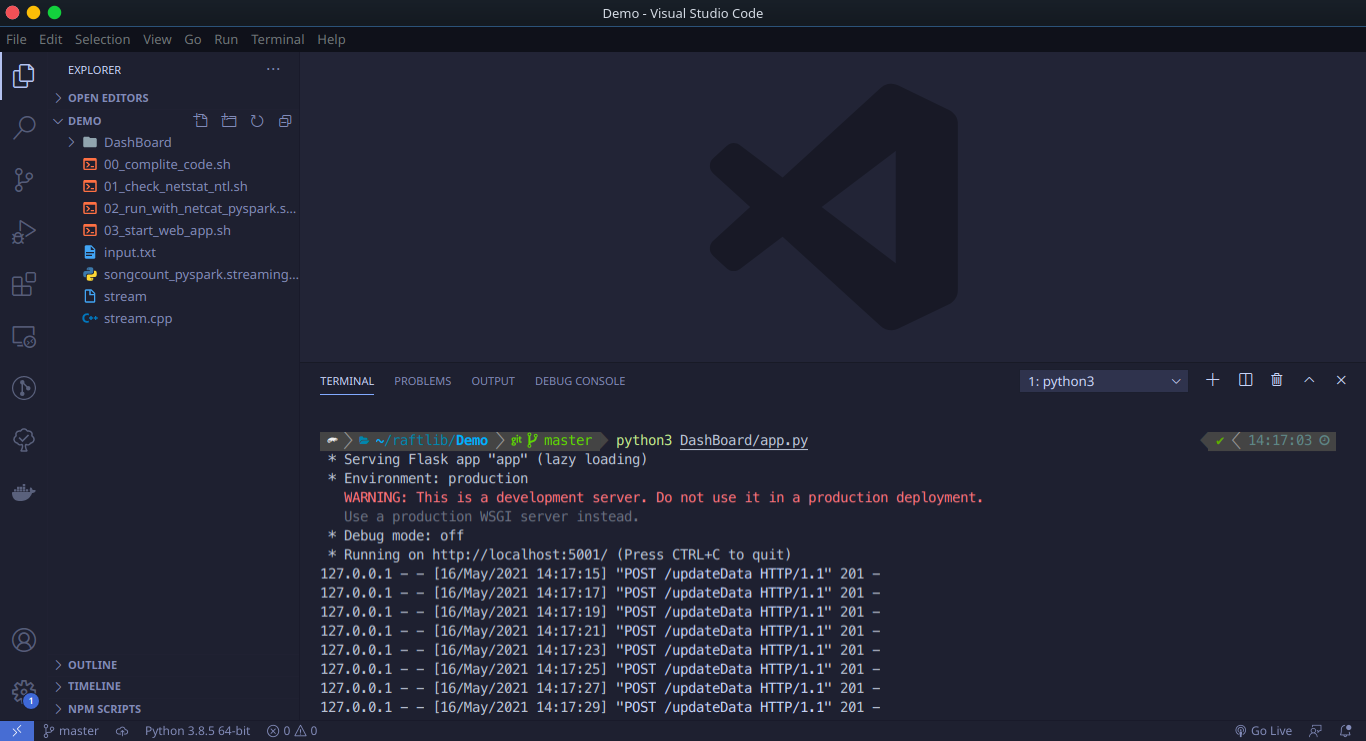 Demo - Visual Studio Code
File Edit Selection View Go Run Terminal Help
EXPLORER
OPEN EDITORS
DEMO
DashBoard
00_complite_code.sh
01_check_netstat_ntl.sh
02_run_with_netcat_pyspark.s...
03_start_web_app.sh
input.txt
songcount_pyspark.streaming...
stream
C++ stream.cpp
OUTLINE
TIMELINE
NPM SCRIPTS
1
TERMINAL PROBLEMS OUTPUT DEBUG CONSOLE 1: python3
~/raftlib/Demo git master python3 DashBoard/app.py ✔ 14:17:03
* Serving Flask app "app" (lazy loading)
* Environment: production
WARNING: This is a development server. Do not use it in a production deployment.
Use a production WSGI server instead.
* Debug mode: off
* Running on http://localhost:5001/ (Press CTRL+C to quit)
127.0.0.1 - - [16/May/2021 14:17:15] "POST /updateData HTTP/1.1" 201 -
127.0.0.1 - - [16/May/2021 14:17:17] "POST /updateData HTTP/1.1" 201 -
127.0.0.1 - - [16/May/2021 14:17:19] "POST /updateData HTTP/1.1" 201 -
127.0.0.1 - - [16/May/2021 14:17:21] "POST /updateData HTTP/1.1" 201 -
127.0.0.1 - - [16/May/2021 14:17:23] "POST /updateData HTTP/1.1" 201 -
127.0.0.1 - - [16/May/2021 14:17:25] "POST /updateData HTTP/1.1" 201 -
127.0.0.1 - - [16/May/2021 14:17:27] "POST /updateData HTTP/1.1" 201 -
127.0.0.1 - - [16/May/2021 14:17:29] "POST /updateData HTTP/1.1" 201 -
master Python 3.8.5 64-bit 0 0 Go Live